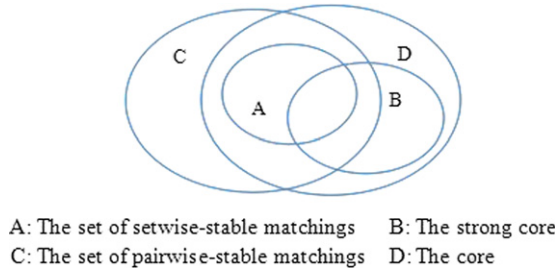 C
D
A
B
A: The set of setwise-stable matchings B: The strong core
C: The set of pairwise-stable matchings D: The core